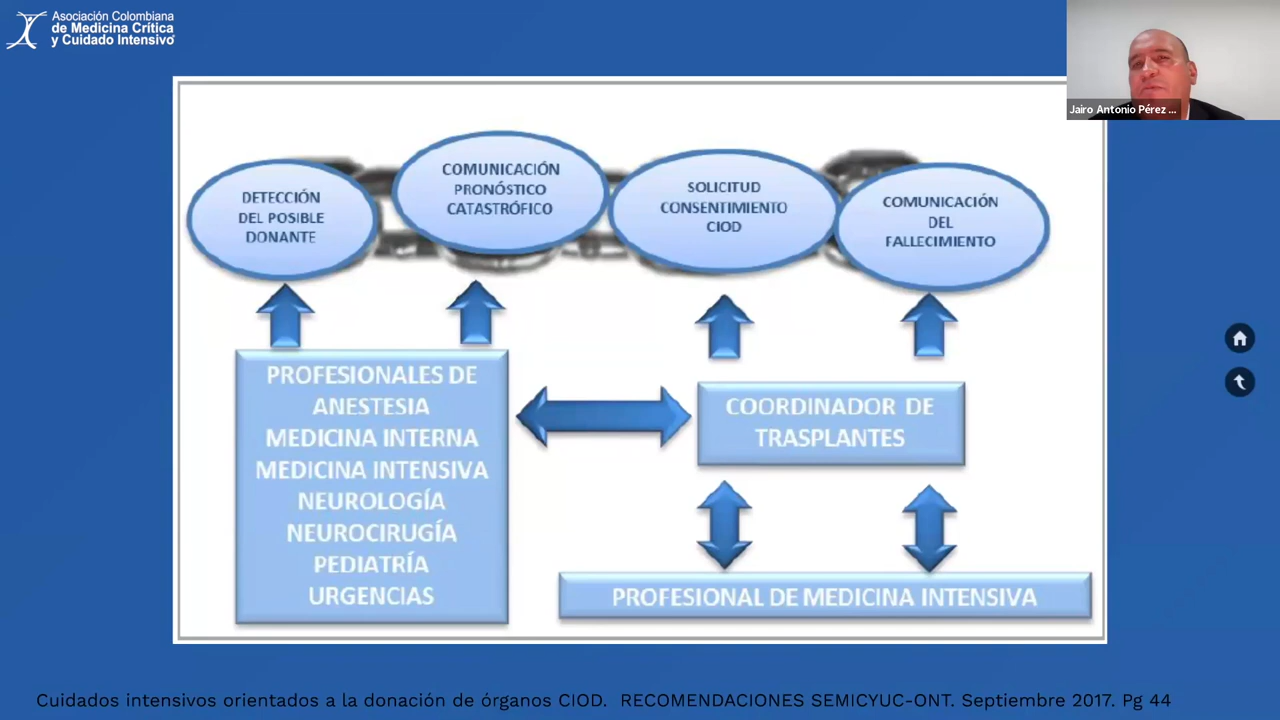 Asociación Colombiana
de Medicina Crítica
y Cuidado Intensivo
Jairo Antonio Pérez ...
DETECCIÓN
DEL POSIBLE
DONANTE
COMUNICACIÓN
PRONÓSTICO
CATASTRÓFICO
SOLICITUD
CONSENTIMIENTO
CIOD
COMUNICACIÓN
DEL
FALLECIMIENTO
PROFESIONALES DE
ANESTESIA
MEDICINA INTERNA
MEDICINA INTENSIVA
NEUROLOGÍA
NEUROCIRUGÍA
PEDIATRÍA
URGENCIAS
COORDINADOR DE
TRASPLANTES
PROFESIONAL DE MEDICINA INTENSIVA
Cuidados intensivos orientados a la donación de órganos CIOD. RECOMENDACIONES SEMICYUC-ONT. Septiembre 2017. Pg 44